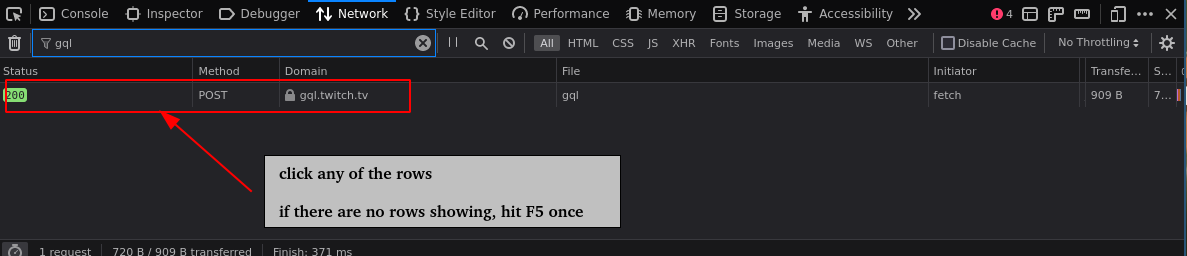 Console Inspector Debugger Network Style Editor Performance Memory Storage Accessibility 4
gql All HTML CSS JS XHR Fonts Images Media WS Other Disable Cache No Throttling
Status Method Domain File Initiator Transfe... S...
200 POST gql.twitch.tv gql fetch 909 B 7...
click any of the rows
if there are no rows showing, hit F5 once
1 request 720 B / 909 B transferred Finish: 371 ms